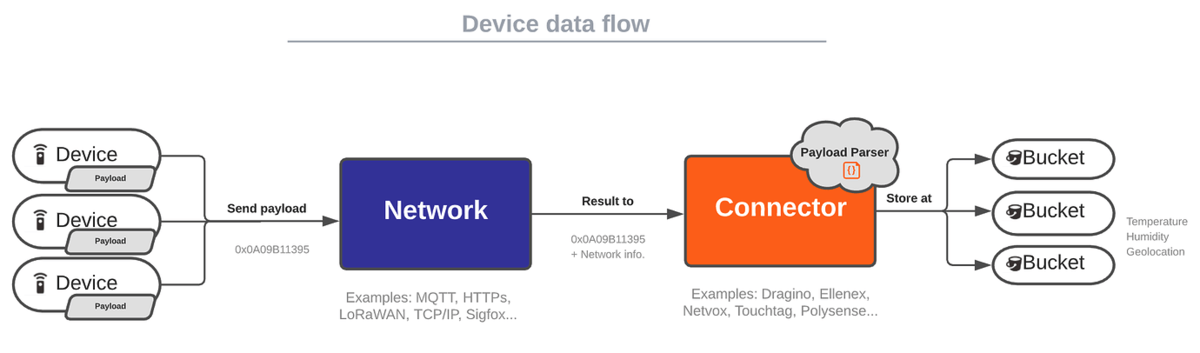 Device data flow
Device
Payload
Device
Payload
Device
Payload
Send payload
0x0A09B11395
Network
Examples: MQTT, HTTPs,
LoRaWAN, TCP/IP, Sigfox...
Result to
0x0A09B11395
+ Network info.
Payload Parser
{}
Connector
Examples: Dragino, Ellenex,
Netvox, Touchtag, Polysense...
Store at
Bucket
Bucket
Bucket
Temperature
Humidity
Geolocation